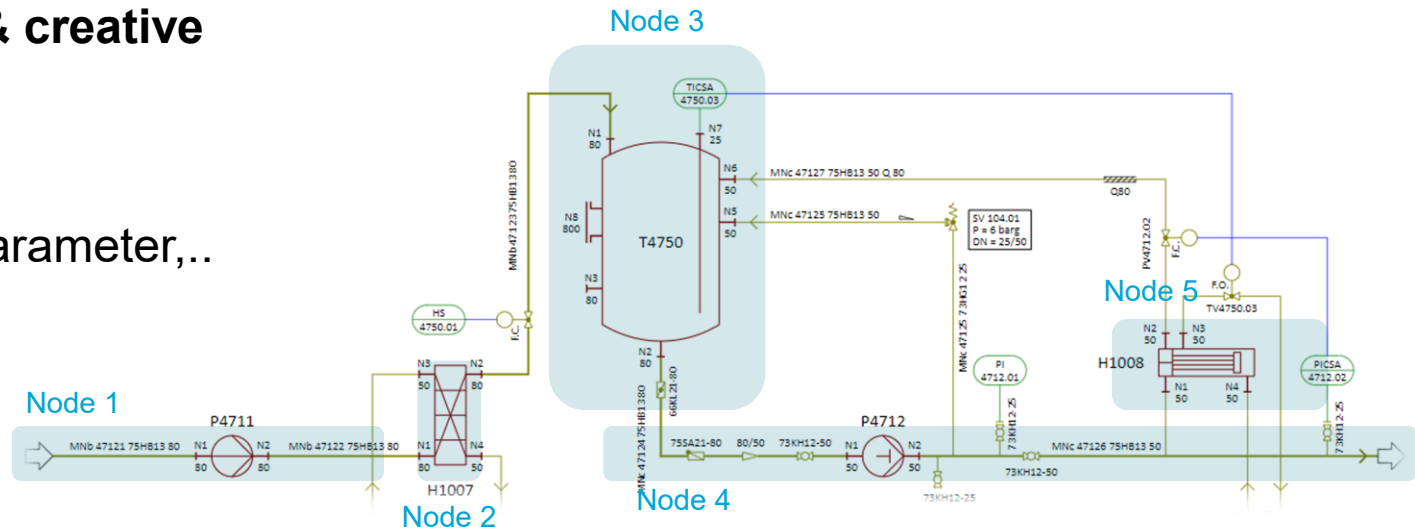 & creative
arameter,..
Node 3
TICSA
4750.03
N1
80
N7
25
N6
50
MNc 47127 75HB13 50 Q 80
Q80
N5
50
MNc 47125 75HB13 50
SV 104.01
P = 6 barg
DN = 25/50
PV4712.02
F.C.
N8
800
T4750
MNb 47123 75HB13 80
N3
80
F.O.
TV4750.03
Node 5
HS
4750.01
F.C.
N2
80
MNc 47125 73HG1 2 25
N2
50
N3
50
H1008
N1
50
N4
50
PI
4712.01
PICSA
4712.02
N3
50
N2
80
66KL21-80
MNc 47124 75HB13 80
73KH12-25
73KH12-25
Node 1
P4711
MNb 47121 75HB13 80
N1
80
N2
80
MNb 47122 75HB13 80
N1
80
N4
50
H1007
Node 2
75SA21-80
80/50
73KH12-50
P4712
N1
50
N2
50
MNc 47126 75HB13 50
73KH12-50
73KH12-25
Node 4